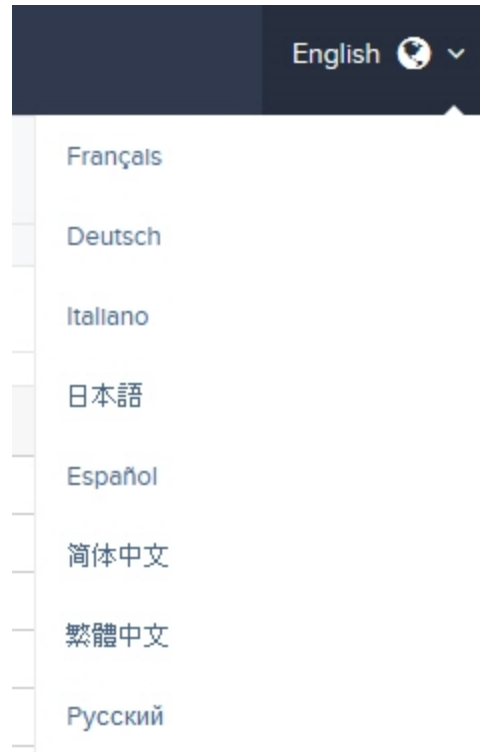 English
Français
Deutsch
Italiano
日本語
Español
简体中文
繁體中文
Русский